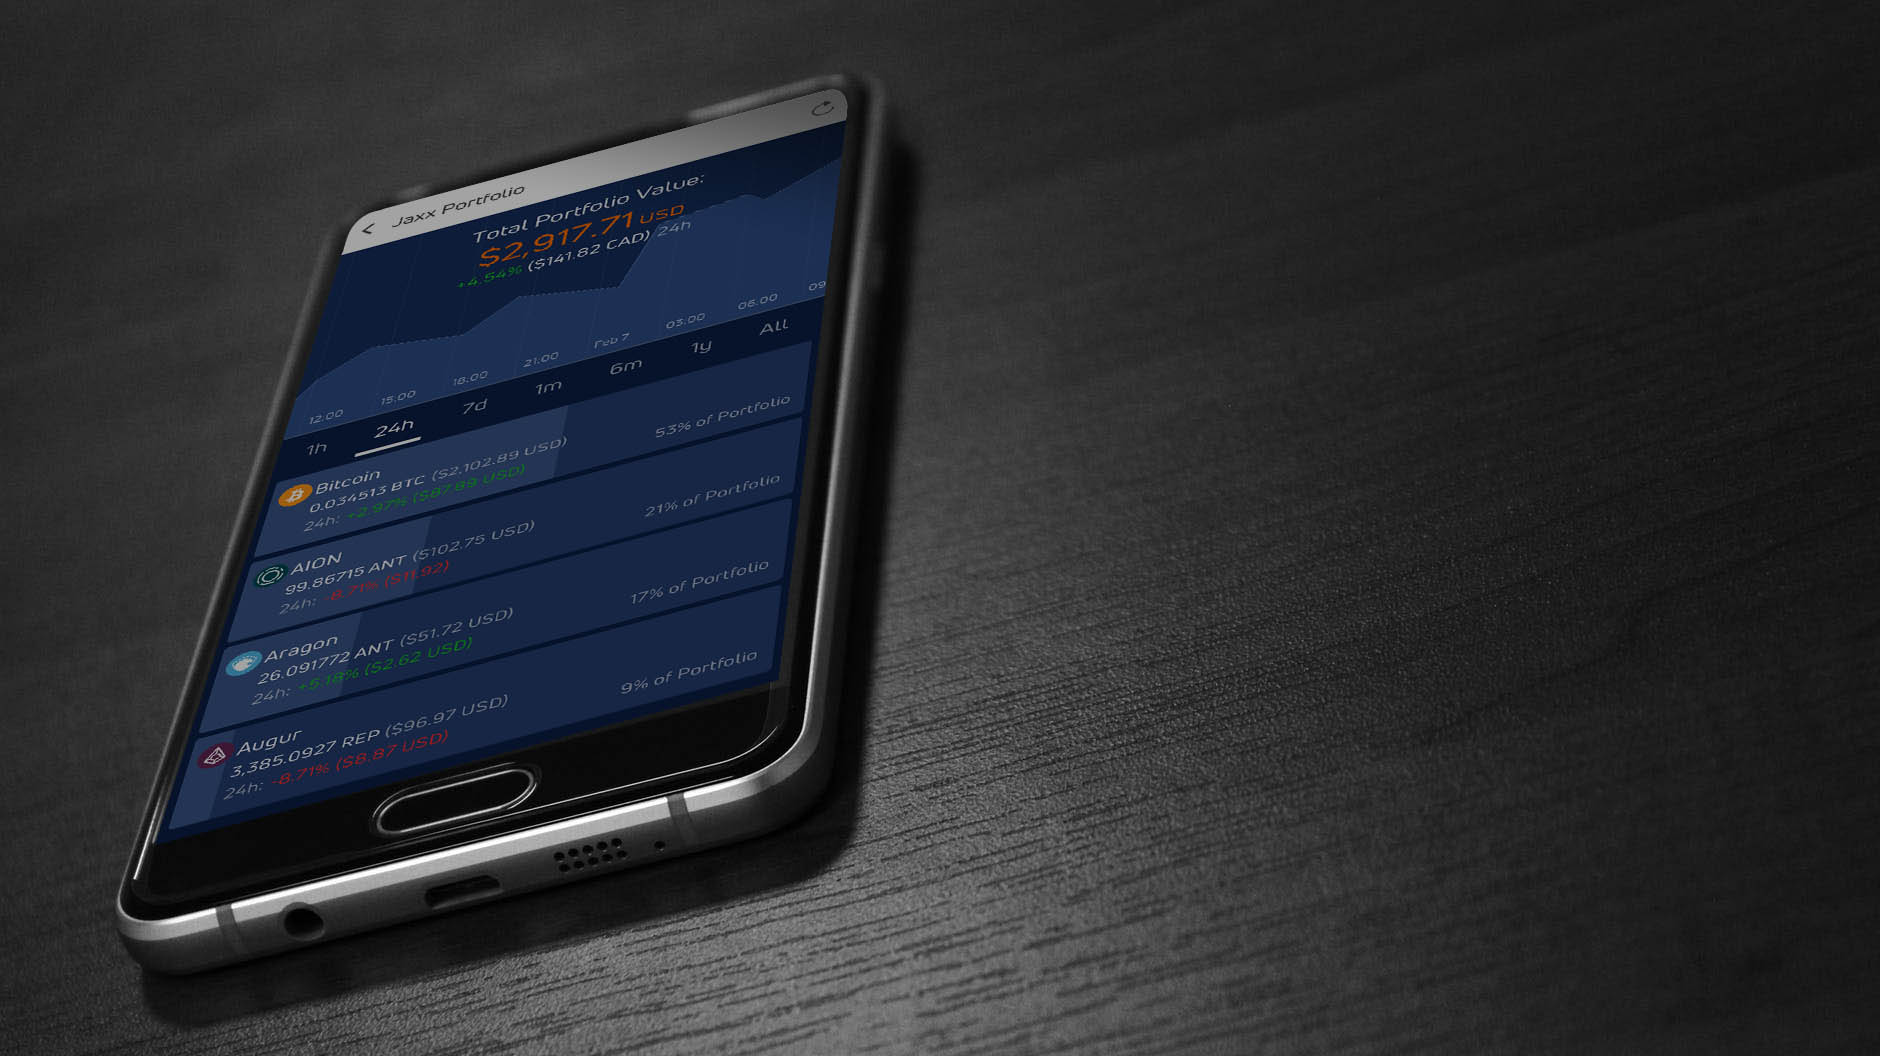 Jaxx Portfolio
Total Portfolio Value:
$2,917.71 USD
+4.54% ($141.82 CAD) 24h
12.00 15.00 18.00 21.00 Feb 7 03.00 06.00 09
1h 24h 7d 1m 6m 1y All
Bitcoin
0.034513 BTC ($2,102.89 USD) 53% of Portfolio
24h: +2.97% ($87.89 USD)
AION
99.86715 ANT ($102.75 USD) 21% of Portfolio
24h: -8.71% ($11.92)
Aragon
26.091772 ANT ($51.72 USD) 17% of Portfolio
24h: +5.18% ($2.62 USD)
Augur
3,385.0927 REP ($96.97 USD) 9% of Portfolio
24h: -8.71% ($8.87 USD)